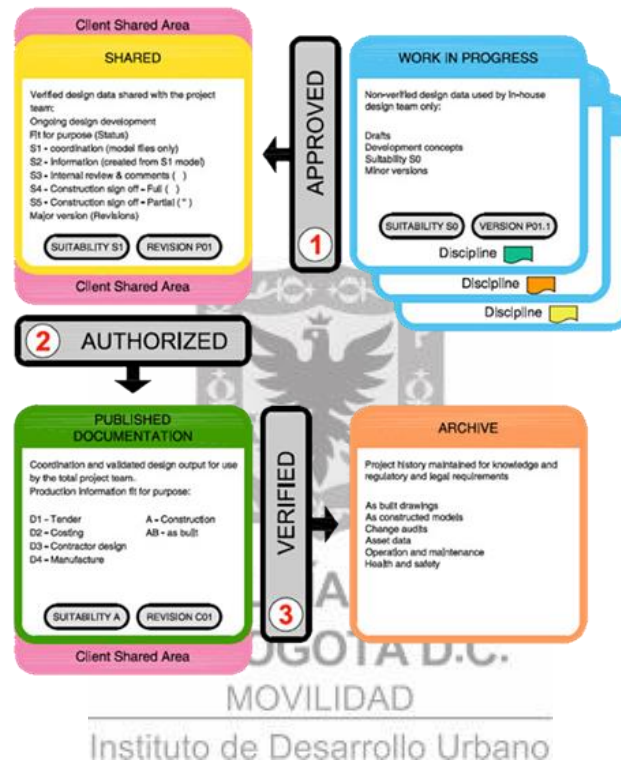 Client Shared Area
SHARED
Verified design data shared with the project
team:
Ongoing design development
Fit for purpose (Status)
S1 - coordination (model files only)
S2 - Information (created from S1 model)
S3 - Internal review & comments ( )
S4 - Construction sign off - Full ( )
S5 - Construction sign off - Partial ( * )
Major version (Revisions)
SUITABILITY S1
REVISION P01
Client Shared Area
APPROVED
1
WORK IN PROGRESS
Non-verified design data used by in-house
design team only:
Drafts
Development concepts
Suitability S0
Minor versions
SUITABILITY S0
VERSION P01.1
Discipline
Discipline
Discipline
2
AUTHORIZED
PUBLISHED
DOCUMENTATION
Coordination and validated design output for use
by the total project team.
Production information fit for purpose:
D1 - Tender
D2 - Costing
D3 - Contractor design
D4 - Manufacture
A - Construction
AB - as built
SUITABILITY A
REVISION C01
Client Shared Area
VERIFIED
3
ARCHIVE
Project history maintained for knowledge and
regulatory and legal requirements
As built drawings
As constructed models
Change audits
Asset data
Operation and maintenance
Health and safety
OGOTÁ D.C.
MOVILIDAD
Instituto de Desarrollo Urbano